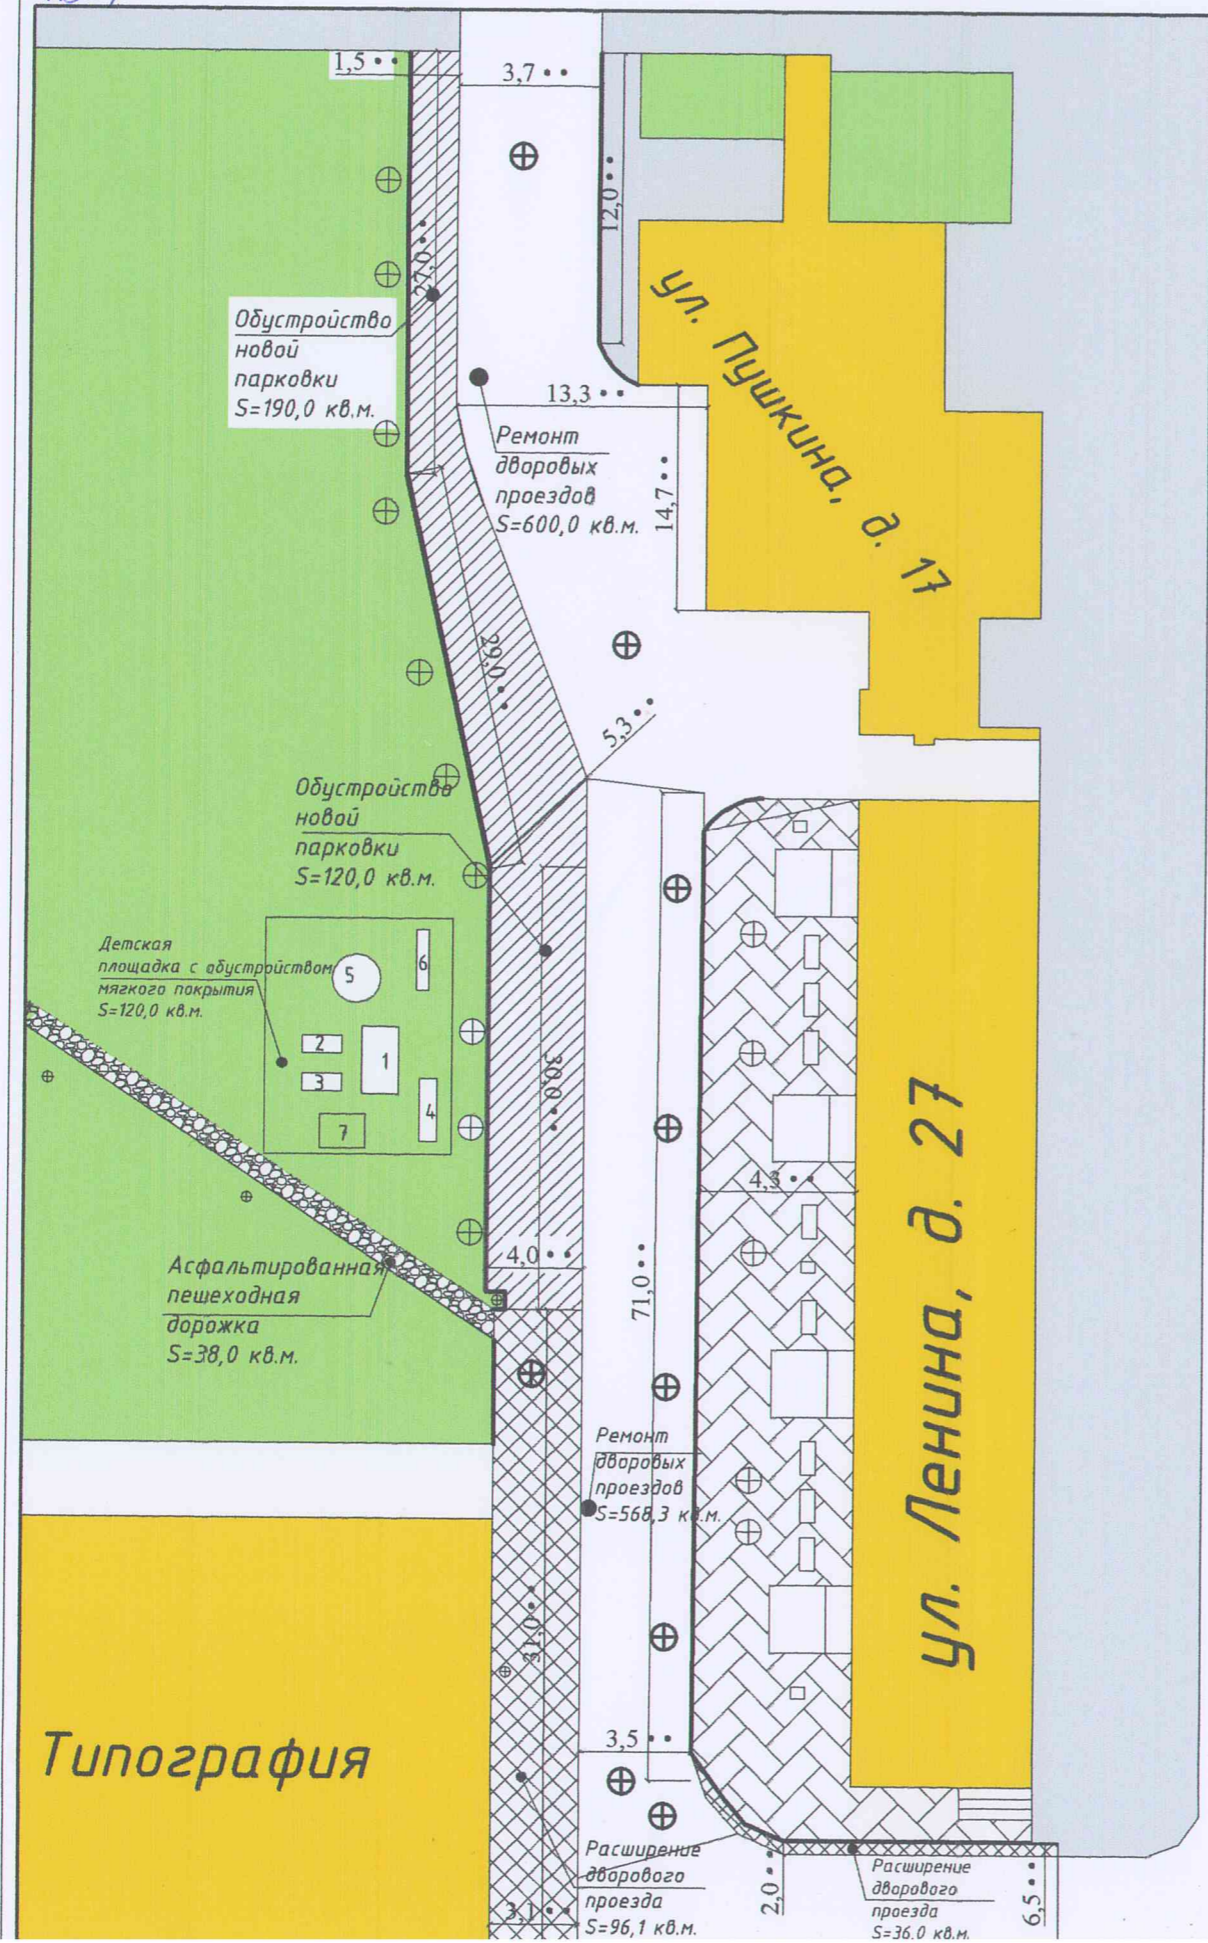 1,5
3,7
12,0
27,0
Обустройство
новой
парковки
S=190,0 кв.м.
13,3
Ремонт
дворовых
проездов
S=600,0 кв.м.
14,7
ул. Пушкина, д. 17
29,0
5,3
Обустройство
новой
парковки
S=120,0 кв.м.
Детская
площадка с обустройством
мягкого покрытия
S=120,0 кв.м.
5
6
2
1
3
4
7
30,0
4,3
Асфальтированная
пешеходная
дорожка
S=38,0 кв.м.
4,0
71,0
ул. Ленина, д. 27
Ремонт
дворовых
проездов
S=568,3 кв.м.
31,0
Типография
3,5
Расширение
дворового
проезда
S=96,1 кв.м.
3,1
2,0
Расширение
дворового
проезда
S=36,0 кв.м.
6,5